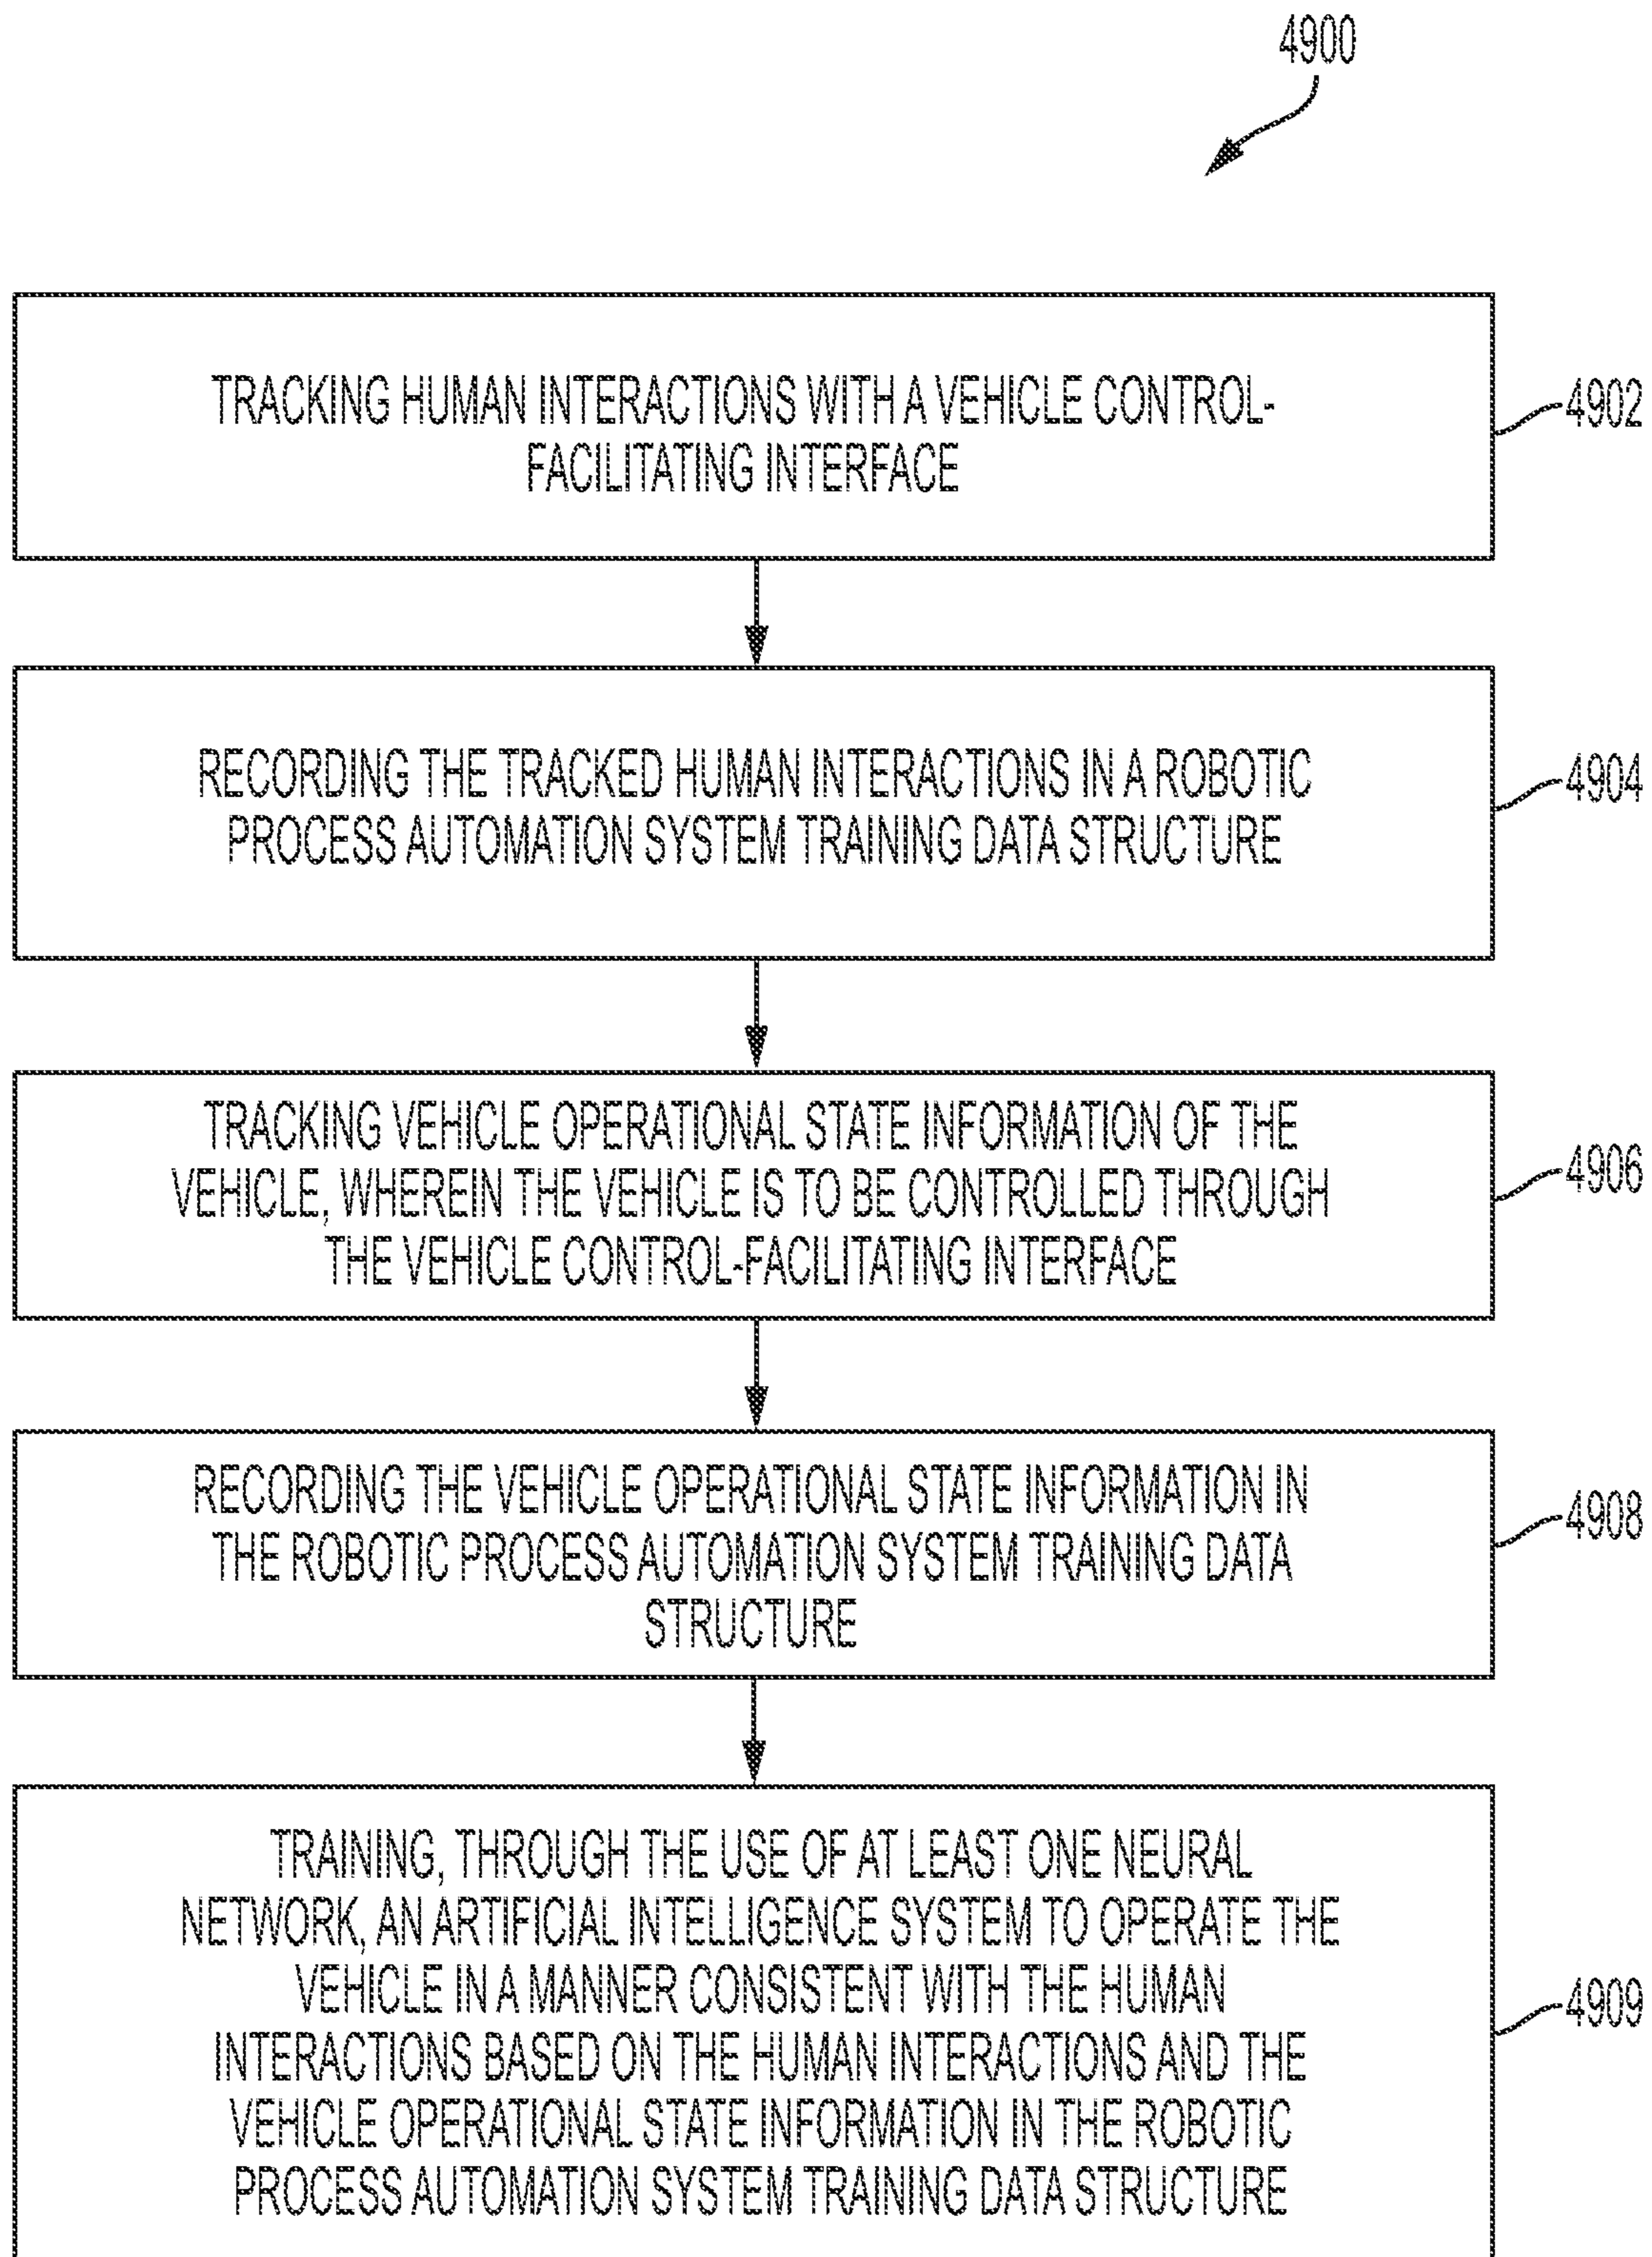 4900
TRACKING HUMAN INTERACTIONS WITH A VEHICLE CONTROL-
FACILITATING INTERFACE
4902
RECORDING THE TRACKED HUMAN INTERACTIONS IN A ROBOTIC
PROCESS AUTOMATION SYSTEM TRAINING DATA STRUCTURE
4904
TRACKING VEHICLE OPERATIONAL STATE INFORMATION OF THE
VEHICLE, WHEREIN THE VEHICLE IS TO BE CONTROLLED THROUGH
THE VEHICLE CONTROL-FACILITATING INTERFACE
4906
RECORDING THE VEHICLE OPERATIONAL STATE INFORMATION IN
THE ROBOTIC PROCESS AUTOMATION SYSTEM TRAINING DATA
STRUCTURE
4908
TRAINING, THROUGH THE USE OF AT LEAST ONE NEURAL
NETWORK, AN ARTIFICIAL INTELLIGENCE SYSTEM TO OPERATE THE
VEHICLE IN A MANNER CONSISTENT WITH THE HUMAN
INTERACTIONS BASED ON THE HUMAN INTERACTIONS AND THE
VEHICLE OPERATIONAL STATE INFORMATION IN THE ROBOTIC
PROCESS AUTOMATION SYSTEM TRAINING DATA STRUCTURE
4909